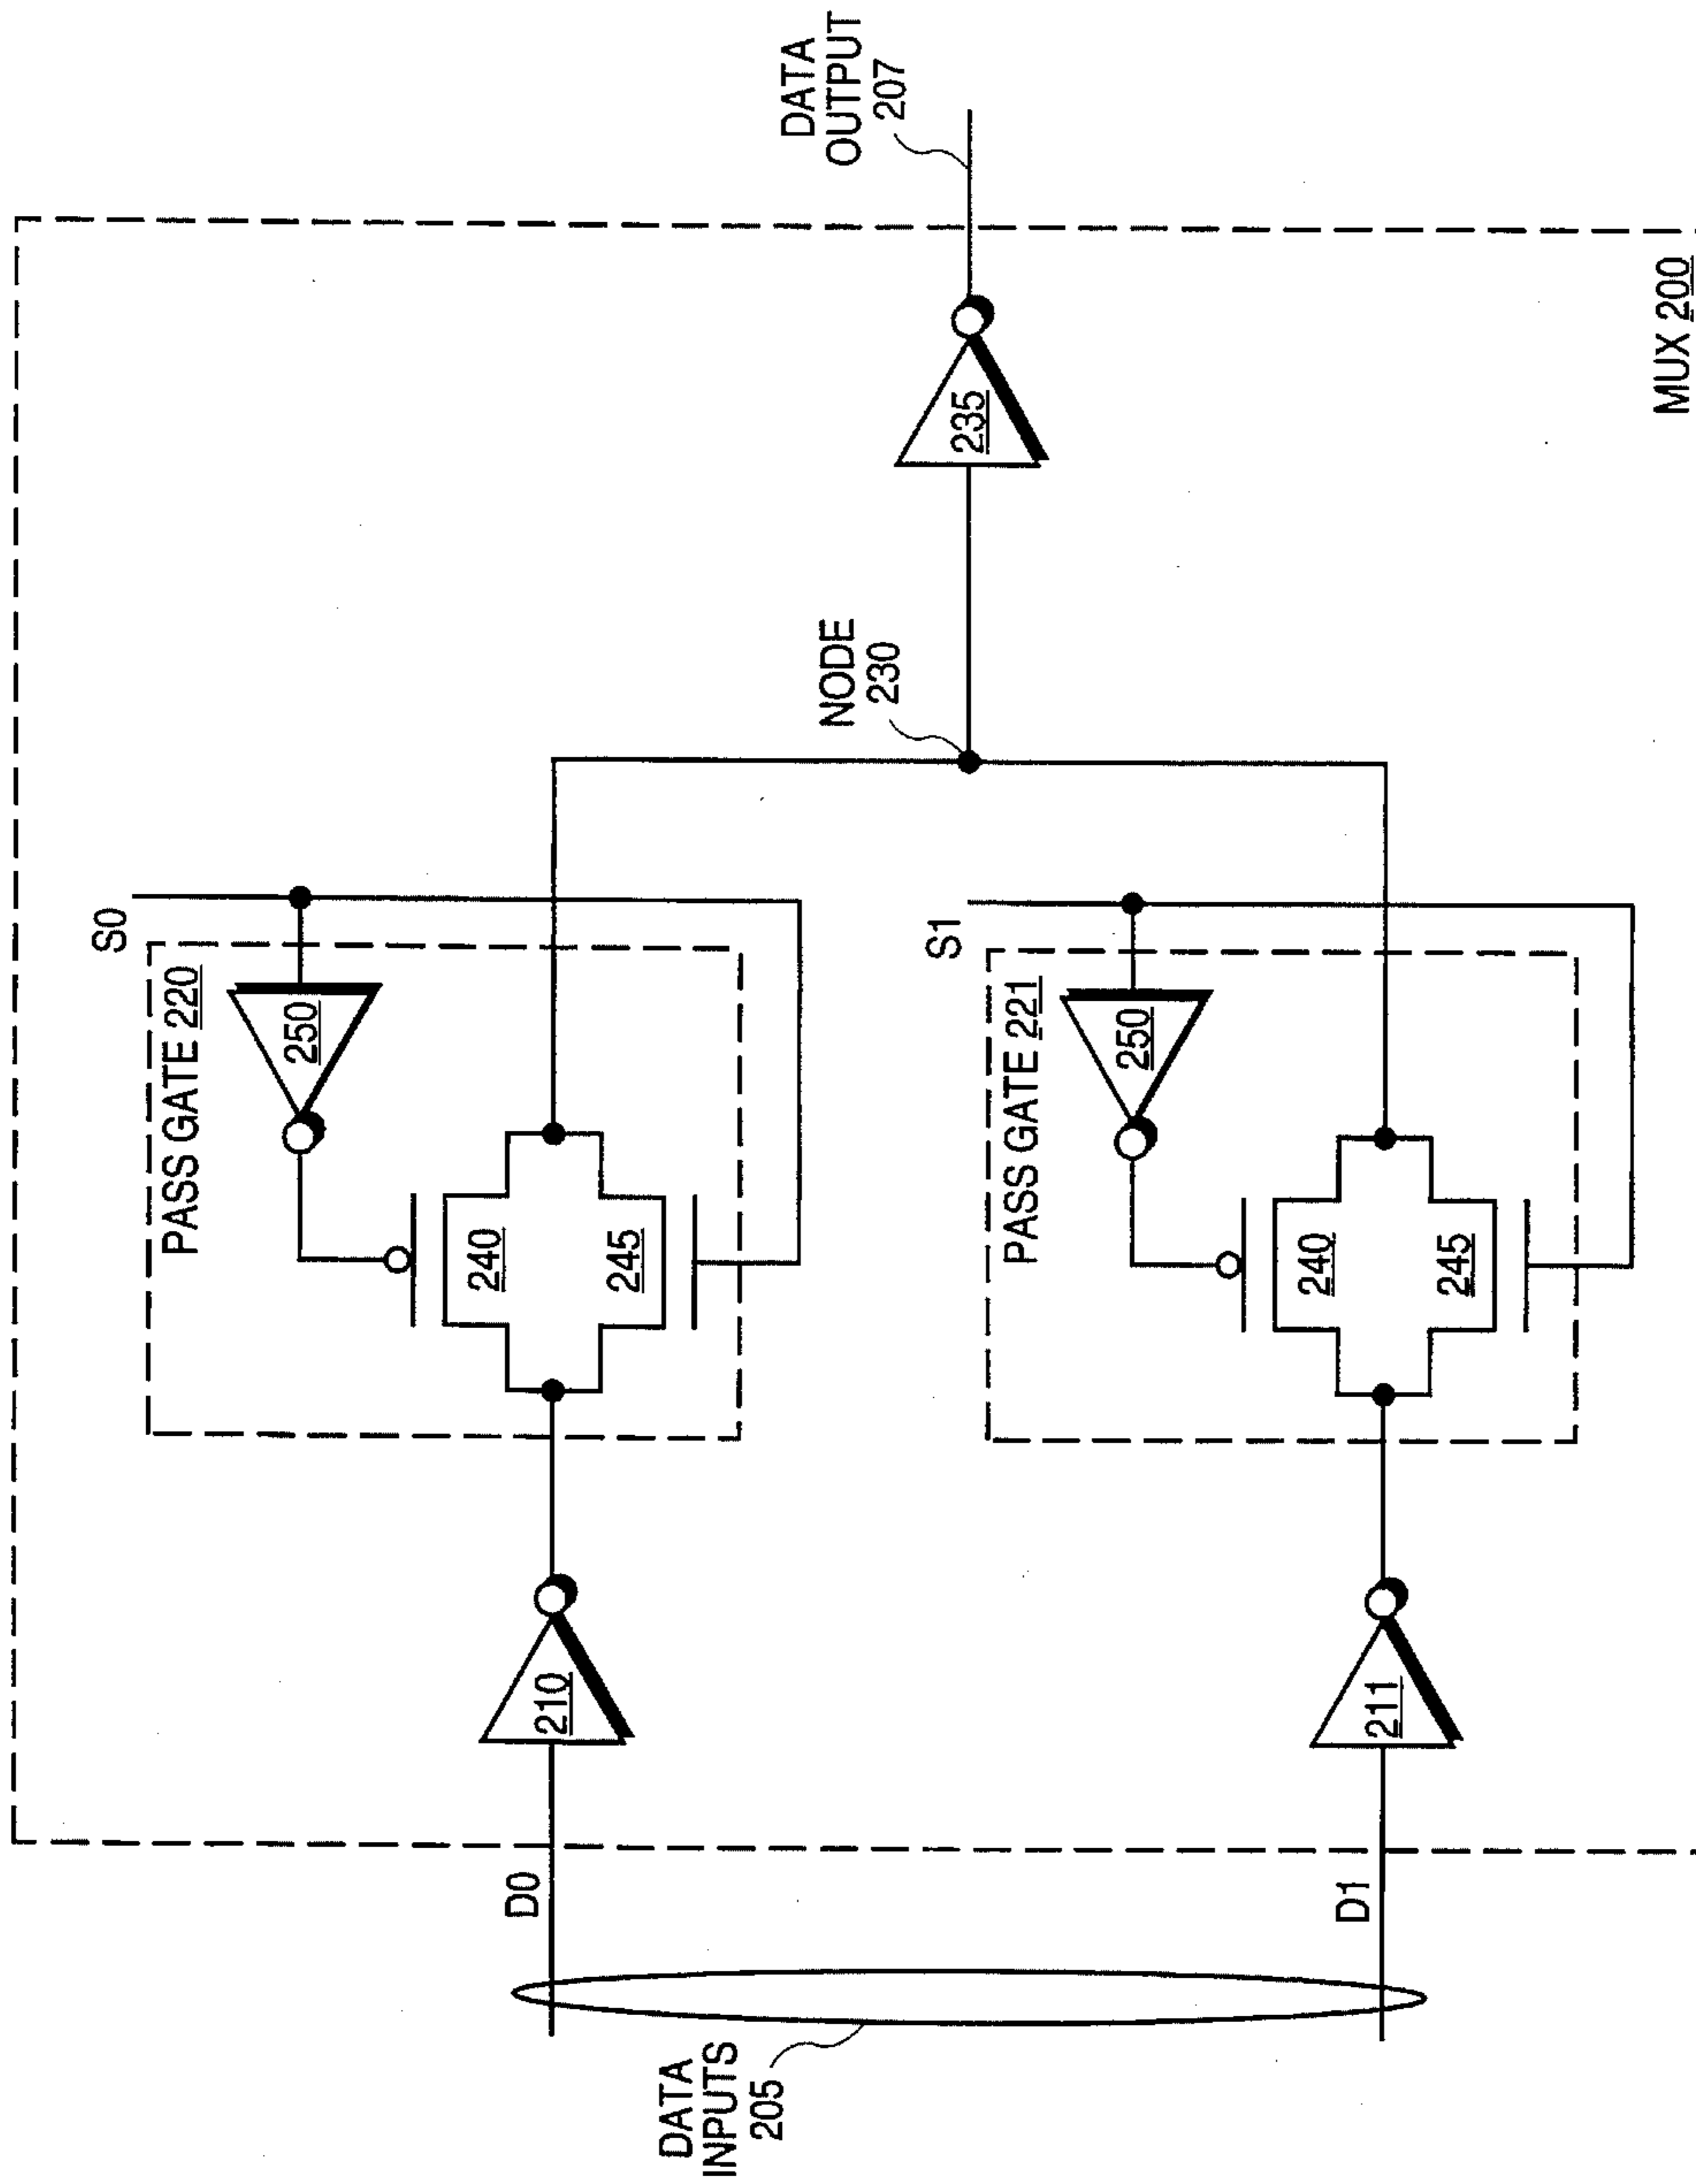 DATA
INPUTS
205
D0
D1
210
211
PASS GATE 220
S0
250
240
245
PASS GATE 221
S1
250
240
245
NODE
230
235
DATA
OUTPUT
207
MUX 200